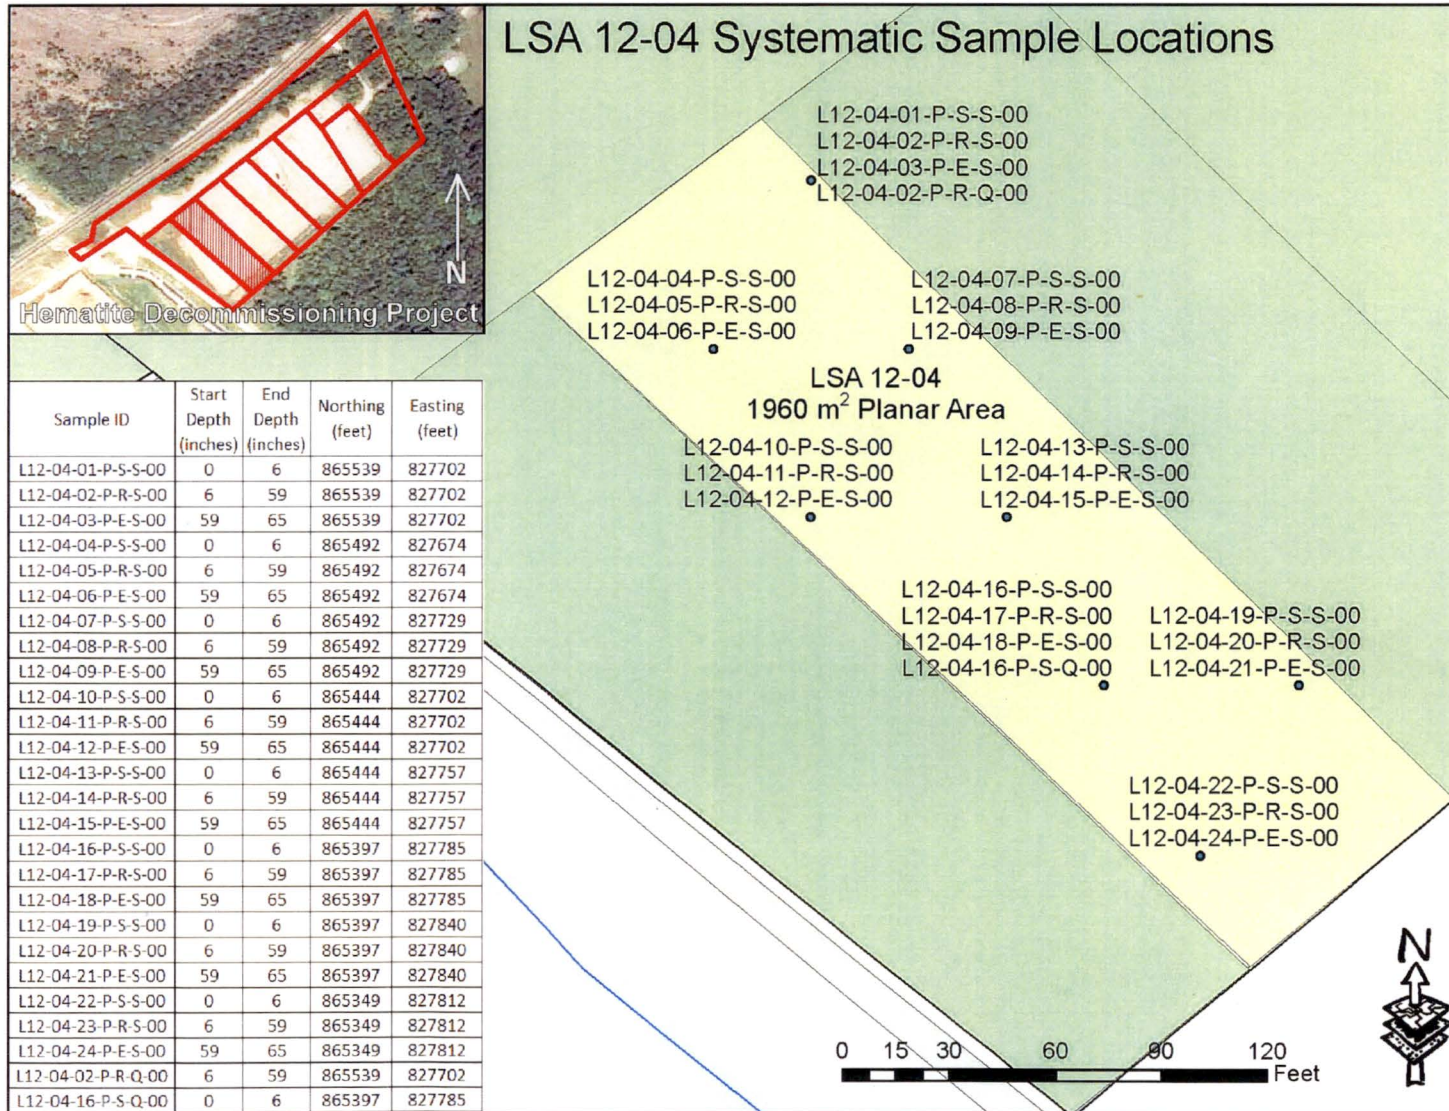 LSA 12-04 Systematic Sample Locations
N
Hematite Decommissioning Project
L12-04-01-P-S-S-00
L12-04-02-P-R-S-00
L12-04-03-P-E-S-00
L12-04-02-P-R-Q-00
L12-04-04-P-S-S-00
L12-04-05-P-R-S-00
L12-04-06-P-E-S-00
L12-04-07-P-S-S-00
L12-04-08-P-R-S-00
L12-04-09-P-E-S-00
LSA 12-04
1960 m² Planar Area
L12-04-10-P-S-S-00
L12-04-11-P-R-S-00
L12-04-12-P-E-S-00
L12-04-13-P-S-S-00
L12-04-14-P-R-S-00
L12-04-15-P-E-S-00
L12-04-16-P-S-S-00
L12-04-17-P-R-S-00
L12-04-18-P-E-S-00
L12-04-16-P-S-Q-00
L12-04-19-P-S-S-00
L12-04-20-P-R-S-00
L12-04-21-P-E-S-00
L12-04-22-P-S-S-00
L12-04-23-P-R-S-00
L12-04-24-P-E-S-00
Sample ID Start Depth (inches) End Depth (inches) Northing (feet) Easting (feet)
L12-04-01-P-S-S-00 0 6 865539 827702
L12-04-02-P-R-S-00 6 59 865539 827702
L12-04-03-P-E-S-00 59 65 865539 827702
L12-04-04-P-S-S-00 0 6 865492 827674
L12-04-05-P-R-S-00 6 59 865492 827674
L12-04-06-P-E-S-00 59 65 865492 827674
L12-04-07-P-S-S-00 0 6 865492 827729
L12-04-08-P-R-S-00 6 59 865492 827729
L12-04-09-P-E-S-00 59 65 865492 827729
L12-04-10-P-S-S-00 0 6 865444 827702
L12-04-11-P-R-S-00 6 59 865444 827702
L12-04-12-P-E-S-00 59 65 865444 827702
L12-04-13-P-S-S-00 0 6 865444 827757
L12-04-14-P-R-S-00 6 59 865444 827757
L12-04-15-P-E-S-00 59 65 865444 827757
L12-04-16-P-S-S-00 0 6 865397 827785
L12-04-17-P-R-S-00 6 59 865397 827785
L12-04-18-P-E-S-00 59 65 865397 827785
L12-04-19-P-S-S-00 0 6 865397 827840
L12-04-20-P-R-S-00 6 59 865397 827840
L12-04-21-P-E-S-00 59 65 865397 827840
L12-04-22-P-S-S-00 0 6 865349 827812
L12-04-23-P-R-S-00 6 59 865349 827812
L12-04-24-P-E-S-00 59 65 865349 827812
L12-04-02-P-R-Q-00 6 59 865539 827702
L12-04-16-P-S-Q-00 0 6 865397 827785
N
0 15 30 60 90 120
Feet